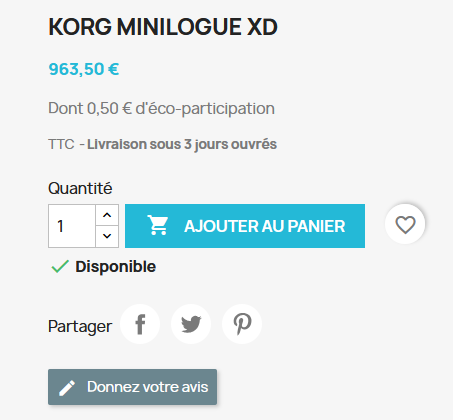 KORG MINILOGUE XD
963,50 €
Dont 0,50 € d'éco-participation
TTC - Livraison sous 3 jours ouvrés
Quantité
1
AJOUTER AU PANIER
Disponible
Partager
Donnez votre avis